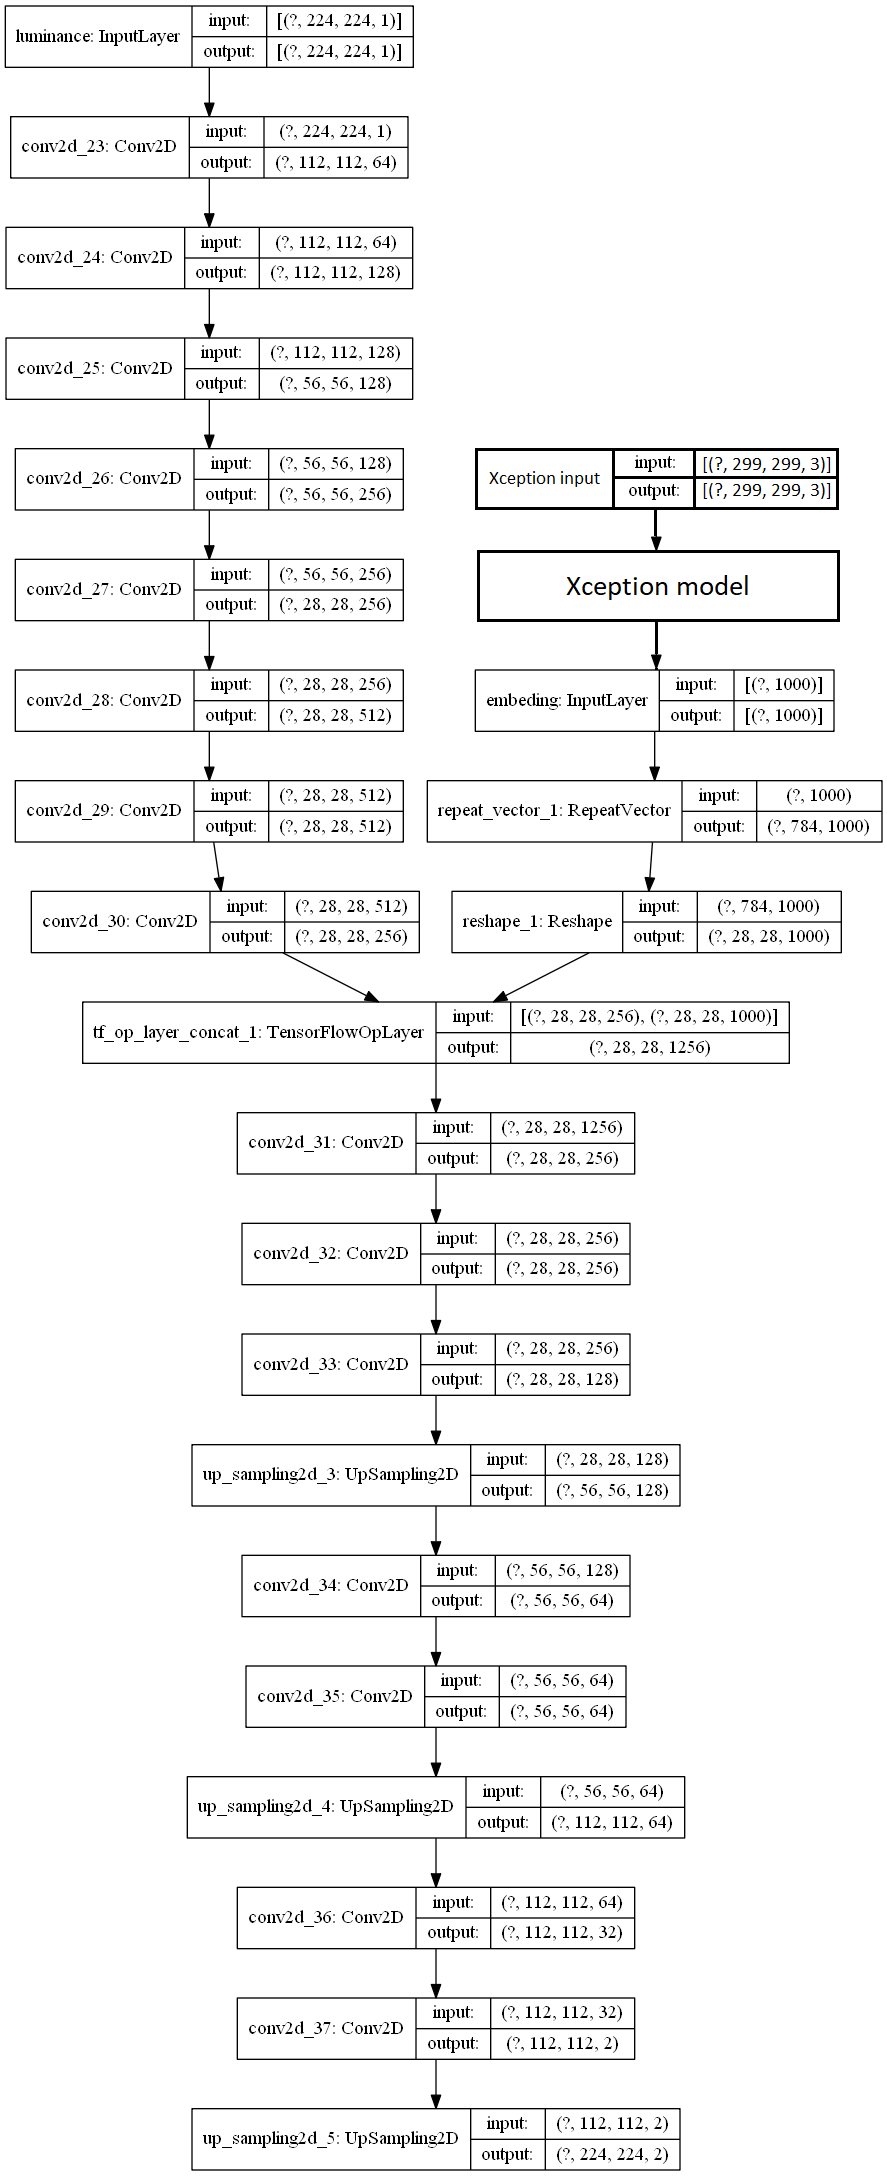 luminance: InputLayer
input: [(?, 224, 224, 1)]
output: [(?, 224, 224, 1)]
conv2d_23: Conv2D
input: (?, 224, 224, 1)
output: (?, 112, 112, 64)
conv2d_24: Conv2D
input: (?, 112, 112, 64)
output: (?, 112, 112, 128)
conv2d_25: Conv2D
input: (?, 112, 112, 128)
output: (?, 56, 56, 128)
conv2d_26: Conv2D
input: (?, 56, 56, 128)
output: (?, 56, 56, 256)
Xception input
input: [(?, 299, 299, 3)]
output: [(?, 299, 299, 3)]
conv2d_27: Conv2D
input: (?, 56, 56, 256)
output: (?, 28, 28, 256)
Xception model
conv2d_28: Conv2D
input: (?, 28, 28, 256)
output: (?, 28, 28, 512)
embeding: InputLayer
input: [(?, 1000)]
output: [(?, 1000)]
conv2d_29: Conv2D
input: (?, 28, 28, 512)
output: (?, 28, 28, 512)
repeat_vector_1: RepeatVector
input: (?, 1000)
output: (?, 784, 1000)
conv2d_30: Conv2D
input: (?, 28, 28, 512)
output: (?, 28, 28, 256)
reshape_1: Reshape
input: (?, 784, 1000)
output: (?, 28, 28, 1000)
tf_op_layer_concat_1: TensorFlowOpLayer
input: [(?, 28, 28, 256), (?, 28, 28, 1000)]
output: (?, 28, 28, 1256)
conv2d_31: Conv2D
input: (?, 28, 28, 1256)
output: (?, 28, 28, 256)
conv2d_32: Conv2D
input: (?, 28, 28, 256)
output: (?, 28, 28, 256)
conv2d_33: Conv2D
input: (?, 28, 28, 256)
output: (?, 28, 28, 128)
up_sampling2d_3: UpSampling2D
input: (?, 28, 28, 128)
output: (?, 56, 56, 128)
conv2d_34: Conv2D
input: (?, 56, 56, 128)
output: (?, 56, 56, 64)
conv2d_35: Conv2D
input: (?, 56, 56, 64)
output: (?, 56, 56, 64)
up_sampling2d_4: UpSampling2D
input: (?, 56, 56, 64)
output: (?, 112, 112, 64)
conv2d_36: Conv2D
input: (?, 112, 112, 64)
output: (?, 112, 112, 32)
conv2d_37: Conv2D
input: (?, 112, 112, 32)
output: (?, 112, 112, 2)
up_sampling2d_5: UpSampling2D
input: (?, 112, 112, 2)
output: (?, 224, 224, 2)